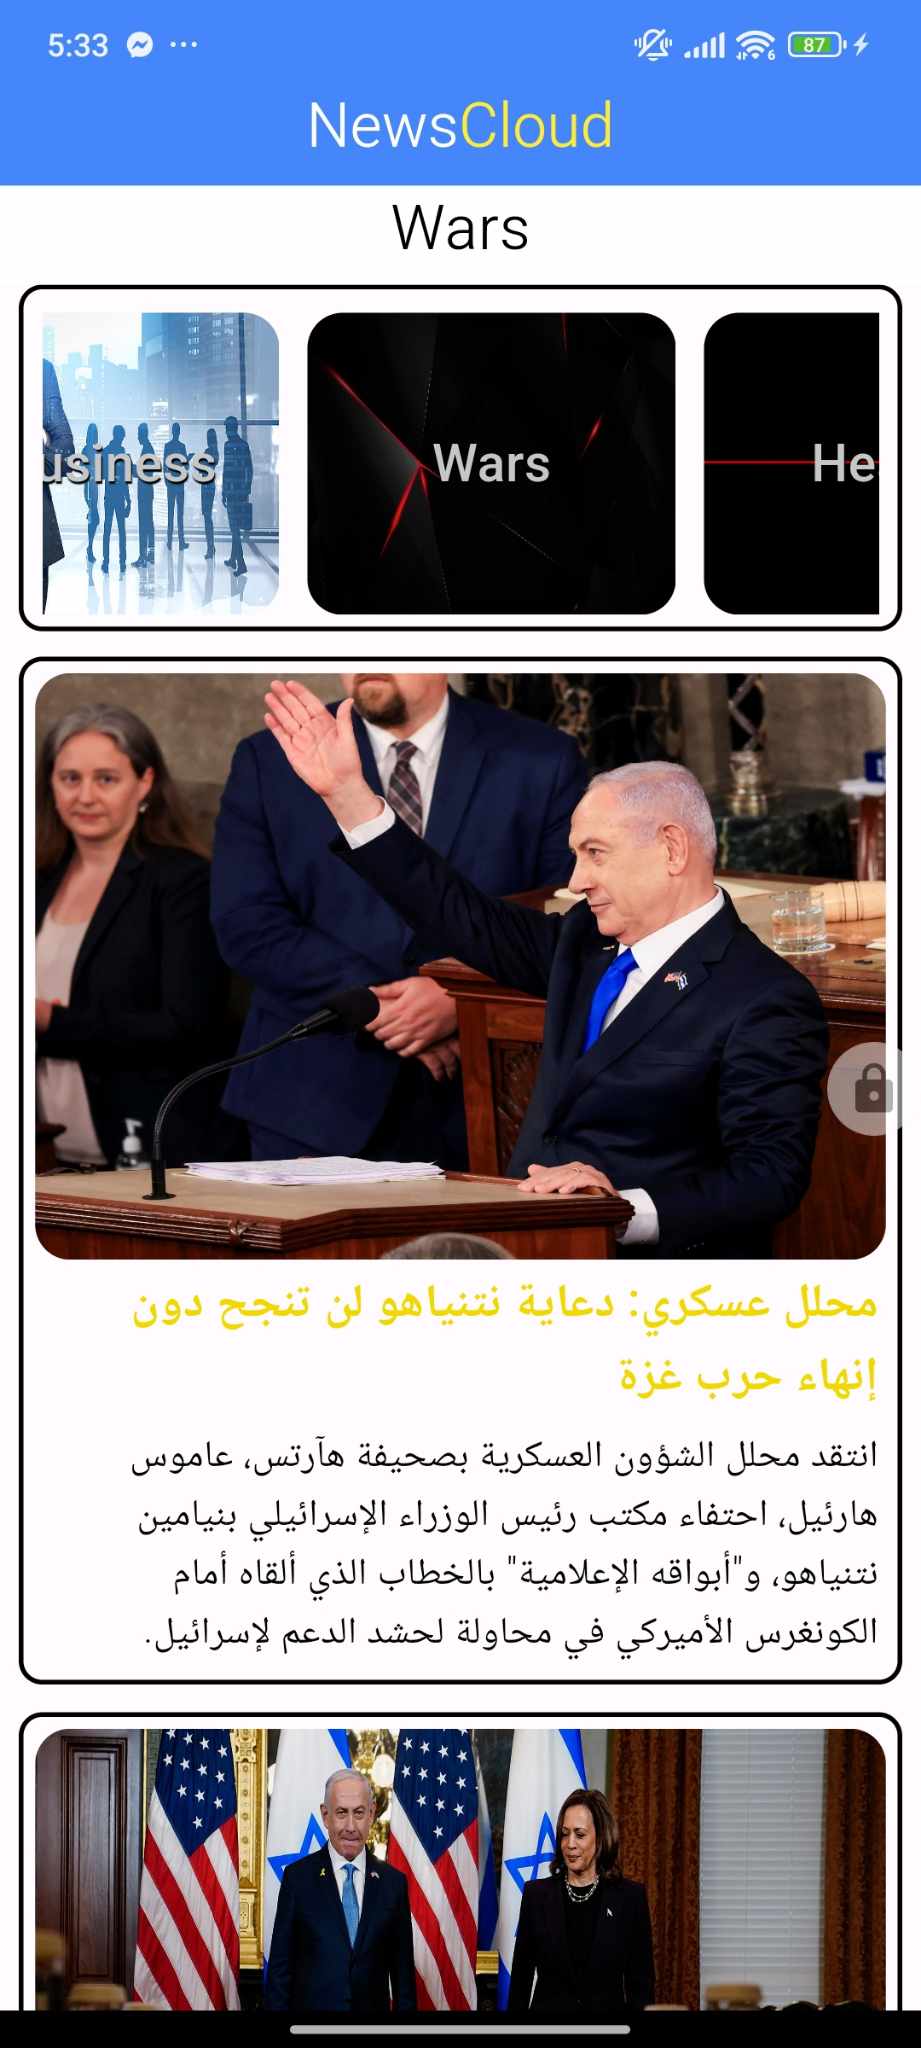 5:33
6
87
NewsCloud
Wars
usiness
Wars
He
محلل عسكري: دعاية نتنياهو لن تنجح دون
إنهاء حرب غزة
انتقد محلل الشؤون العسكرية بصحيفة هآرتس، عاموس
هارئيل، احتفاء مكتب رئيس الوزراء الإسرائيلي بنيامين
نتنياهو، و"أبواقه الإعلامية" بالخطاب الذي ألقاه أمام
الكونغرس الأميركي في محاولة لحشد الدعم لإسرائيل.